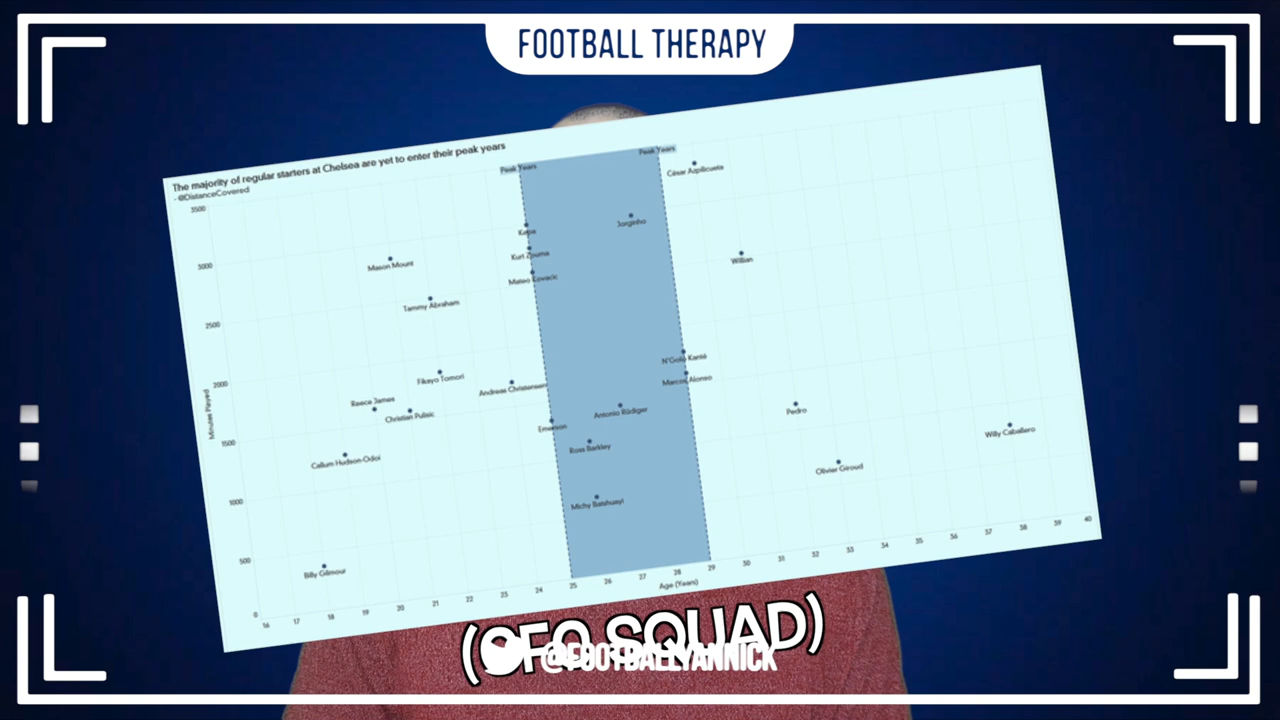 FOOTBALL THERAPY
The majority of regular starters at Chelsea are yet to enter their peak years
- @DistanceCovered
Peak Years
Peak Years
3500
César Azpilicueta
Kepa
Jorginho
3000
Mason Mount
Kurt Zouma
Willian
Mateo Kovacic
2500
Tammy Abraham
2000
Fikayo Tomori
N'Golo Kanté
Andreas Christensen
Marcos Alonso
Minutes Played
Reece James
Christian Pulisic
Antonio Rüdiger
Pedro
1500
Emerson
Callum Hudson-Odoi
Ross Barkley
Willy Caballero
Olivier Giroud
1000
Michy Batshuayi
500
Billy Gilmour
0
16 17 18 19 20 21 22 23 24 25 26 27 28 29 30 31 32 33 34 35 36 37 38 39 40
Age (Years)
(CFC SQUAD)
@FOOTBALLYANNICK